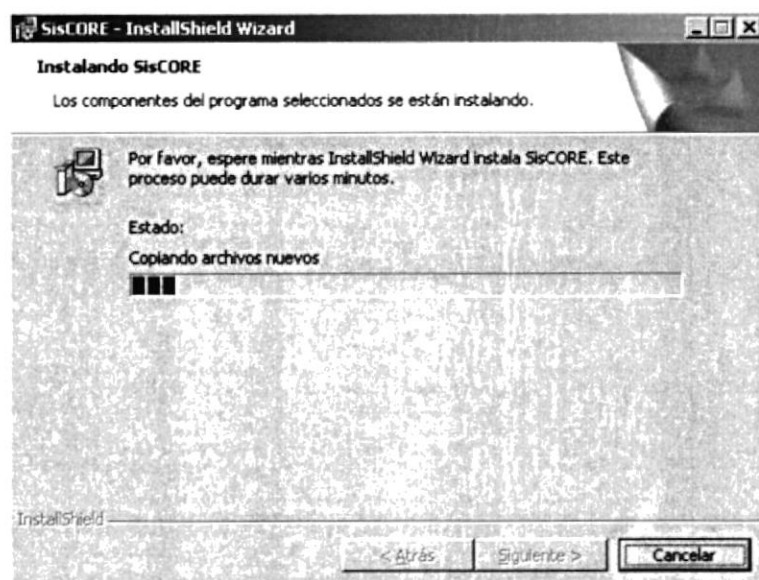 SisCORE - InstallShield Wizard
Instalando SisCORE
Los componentes del programa seleccionados se están instalando.
Por favor, espere mientras InstallShield Wizard instala SisCORE. Este
proceso puede durar varios minutos.
Estado:
Copiando archivos nuevos
InstallShield
< Atrás
Siguiente >
Cancelar